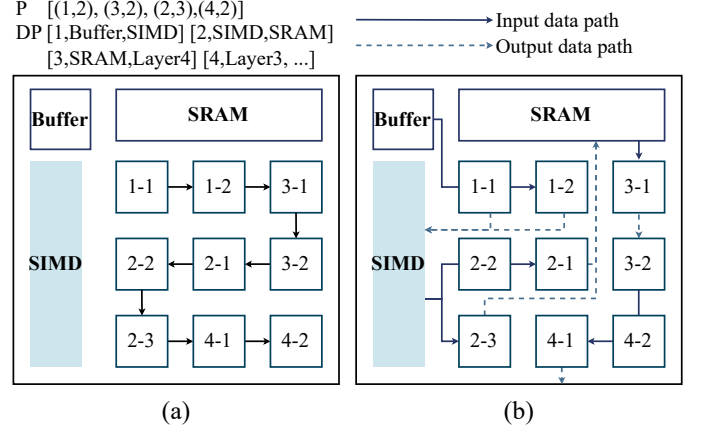 P [(1,2), (3,2), (2,3),(4,2)]
DP [1,Buffer,SIMD] [2,SIMD,SRAM]
[3,SRAM,Layer4] [4,Layer3, ...]
Input data path
Output data path
Buffer
SRAM
1-1
1-2
3-1
SIMD
2-2
2-1
3-2
2-3
4-1
4-2
(a)
Buffer
SRAM
1-1
1-2
3-1
SIMD
2-2
2-1
3-2
2-3
4-1
4-2
(b)